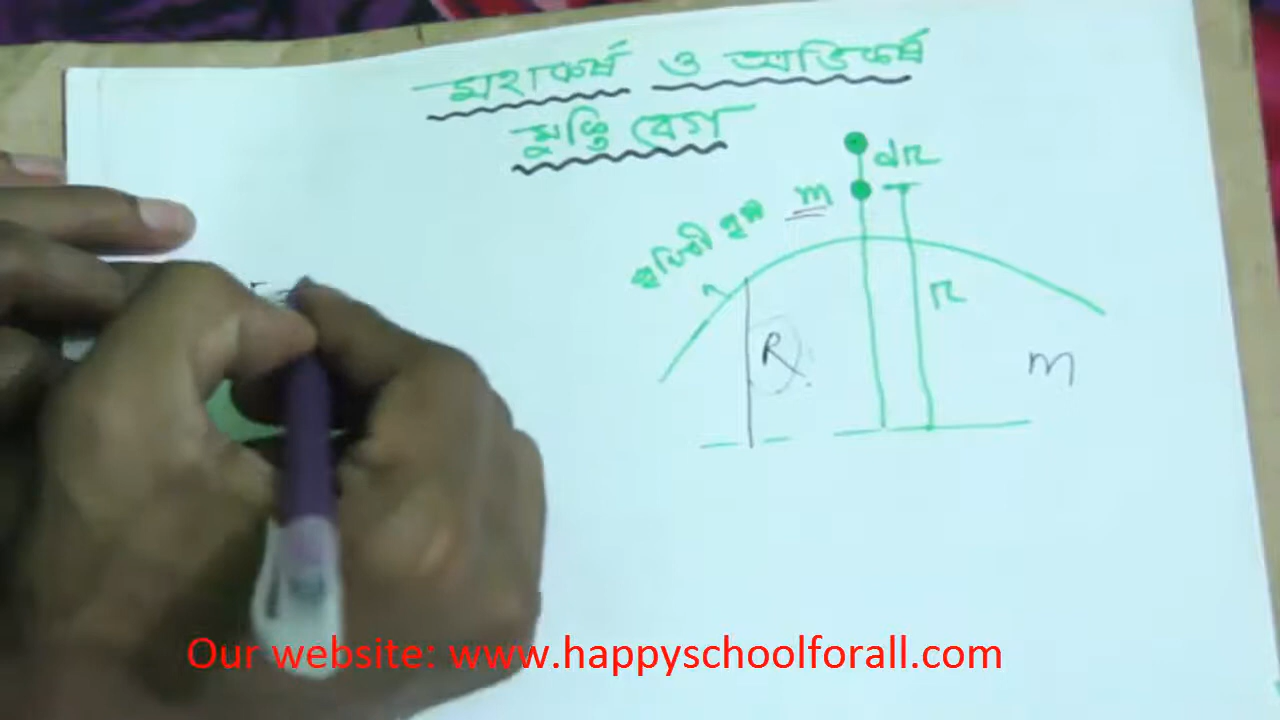 মহাকর্ষ ও অভিকর্ষ
মুক্তি বেগ
dr
m
পৃথিবী পৃষ্ঠ
r
R
m
Our website: www.happyschoolforall.com